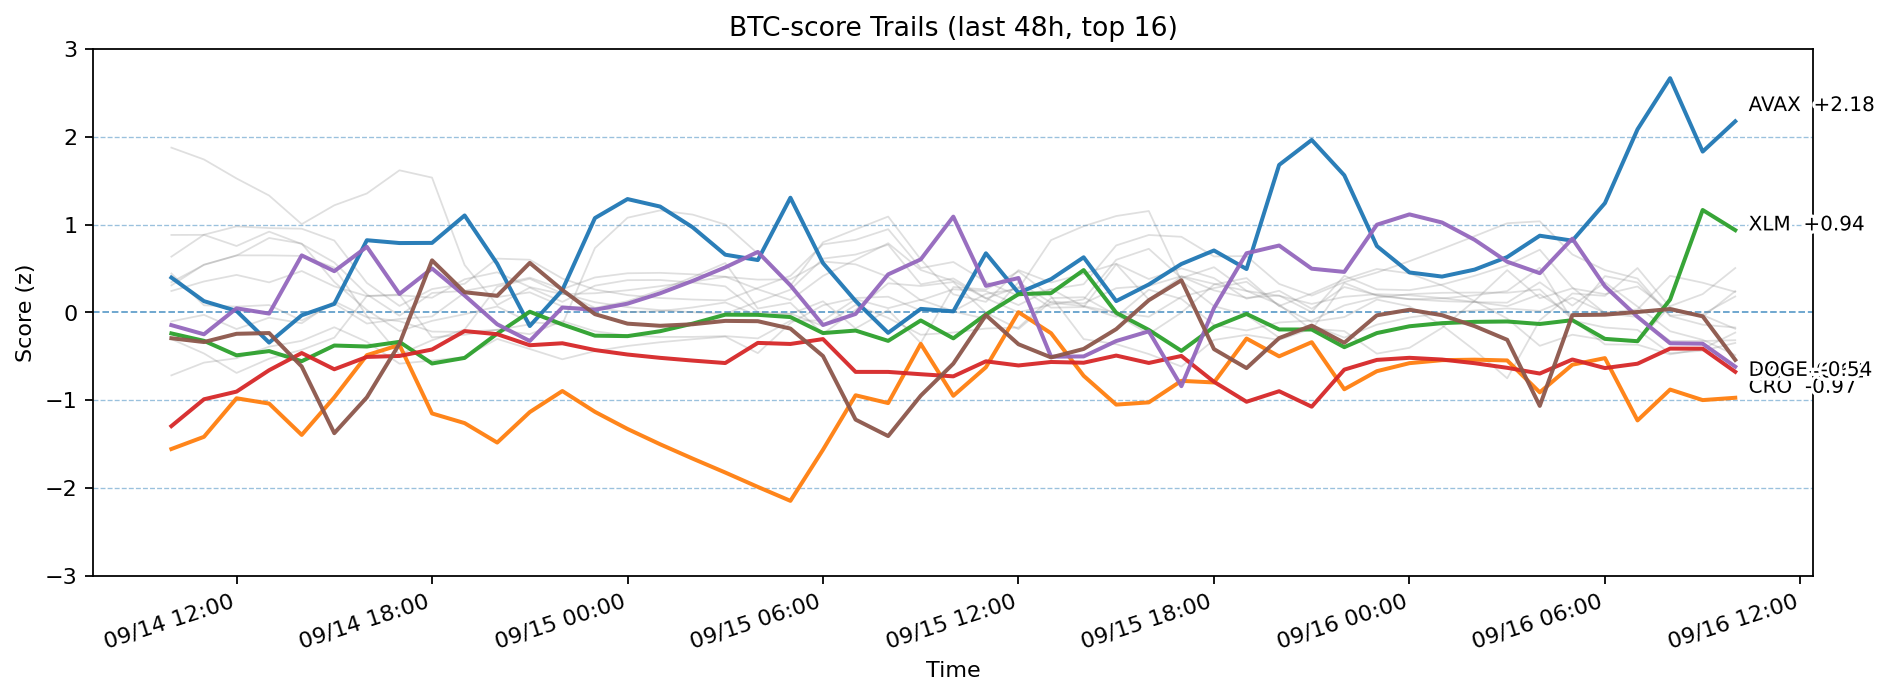 BTC-score Trails (last 48h, top 16)
Score (z)
3
2
1
0
−1
−2
−3
AVAX +2.18
XLM +0.94
DOGE -0.54
CRO -0.97
09/14 12:00
09/14 18:00
09/15 00:00
09/15 06:00
09/15 12:00
09/15 18:00
09/16 00:00
09/16 06:00
09/16 12:00
Time